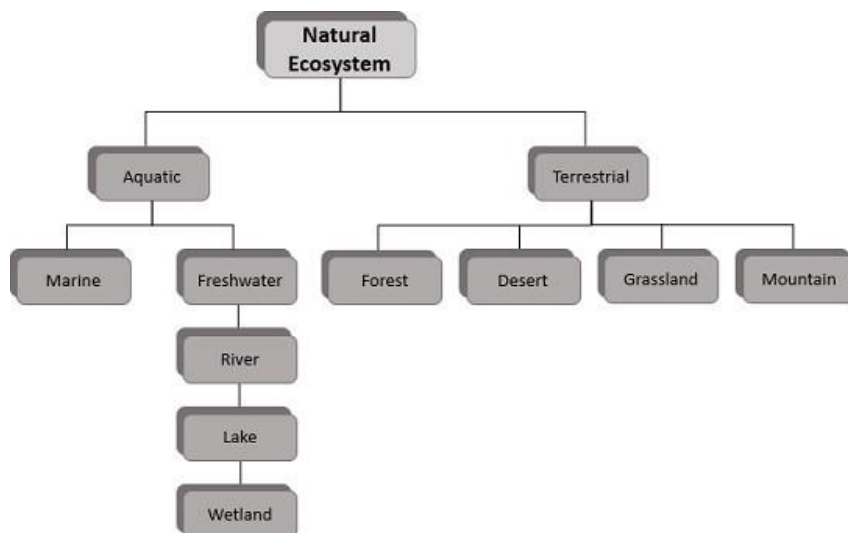 Natural
Ecosystem
Aquatic
Terrestrial
Marine
Freshwater
Forest
Desert
Grassland
Mountain
River
Lake
Wetland